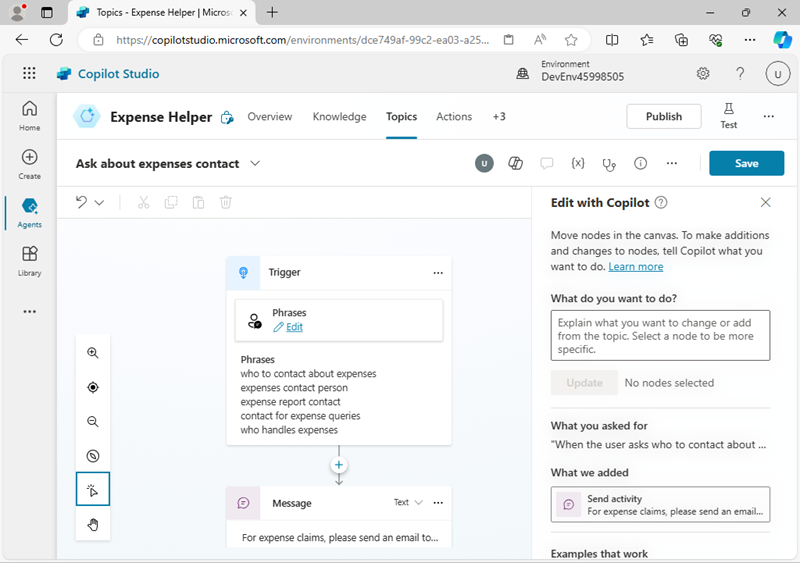 Topics - Expense Helper | Micros
https://copilotstudio.microsoft.com/environments/dce749af-99c2-ea03-a25...
Copilot Studio
Environment
DevEnv45998505
?
U
Home
Create
Agents
Library
Expense Helper
Overview
Knowledge
Topics
Actions
+3
Publish
Test
Ask about expenses contact
U
{x}
Save
Trigger
Phrases
Edit
Phrases
who to contact about expenses
expenses contact person
expense report contact
contact for expense queries
who handles expenses
Message
Text
For expense claims, please send an email to...
Edit with Copilot
Move nodes in the canvas. To make additions
and changes to nodes, tell Copilot what you
want to do. Learn more
What do you want to do?
Explain what you want to change or add
from the topic. Select a node to be more
specific.
Update
No nodes selected
What you asked for
"When the user asks who to contact about ...
What we added
Send activity
For expense claims, please send an email...
Examples that work